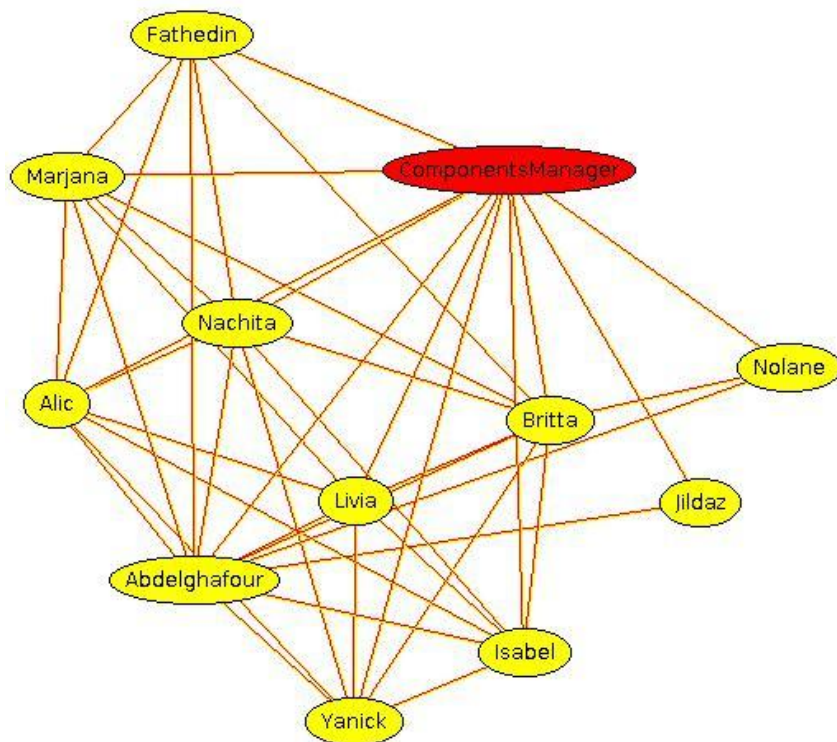 Fathedin
ComponentsManager
Marjana
Nachita
Nolane
Alic
Britta
Livia
Jildaz
Abdelghafour
Isabel
Yanick